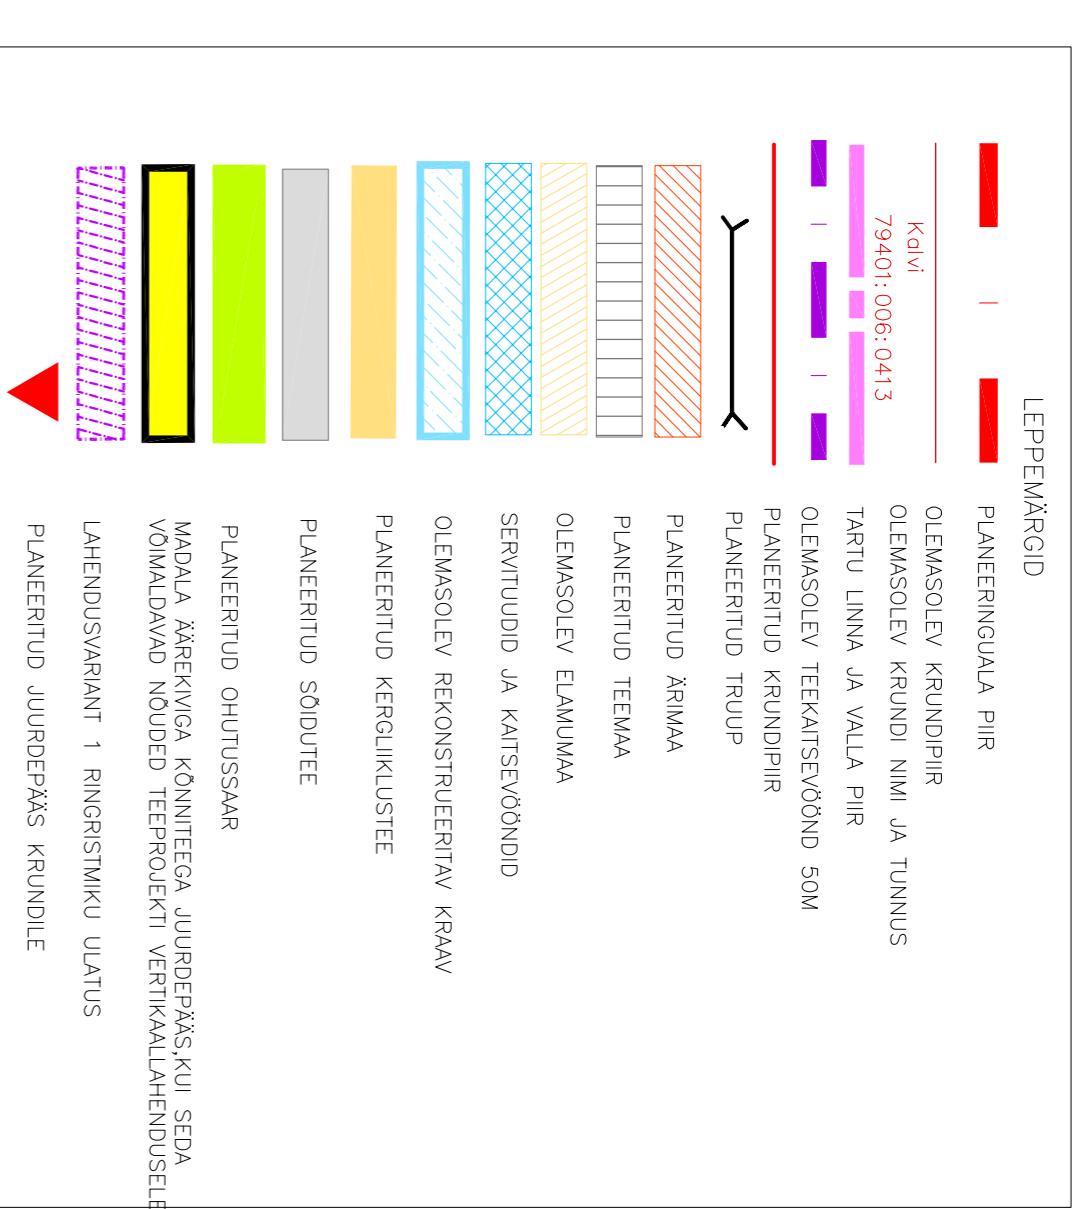 LEPPEMÄRGID
PLANEERINGUALA PIIR
OLEMASOLEV KRUNDIPIIR
Kalvi
79401:006:0413
OLEMASOLEV KRUNDI NIMI JA TUNNUS
TARTU LINNA JA VALLA PIIR
OLEMASOLEV TEEKAITSEVÖÖND 50M
PLANEERITUD KRUNDIPIIR
PLANEERITUD TRUUP
PLANEERITUD ÄRIMAA
PLANEERITUD TEEMAA
OLEMASOLEV ELAMUMAA
SERVITUUDID JA KAITSEVÖÖNDID
OLEMASOLEV REKONSTRUEERITAV KRAAV
PLANEERITUD KERGLIIKLUSTEE
PLANEERITUD SÕIDUTEE
PLANEERITUD OHUTUSSAAR
MADALA ÄÄREKIVIGA KÕNNITEEGA JUURDEPÄÄS,KUI SEDA
VÕIMALDAVAD NÕUDED TEEPROJEKTI VERTIKAALLAHENDUSELE
LAHENDUSVARIANT 1 RINGRISTMIKU ULATUS
PLANEERITUD JUURDEPÄÄS KRUNDILE